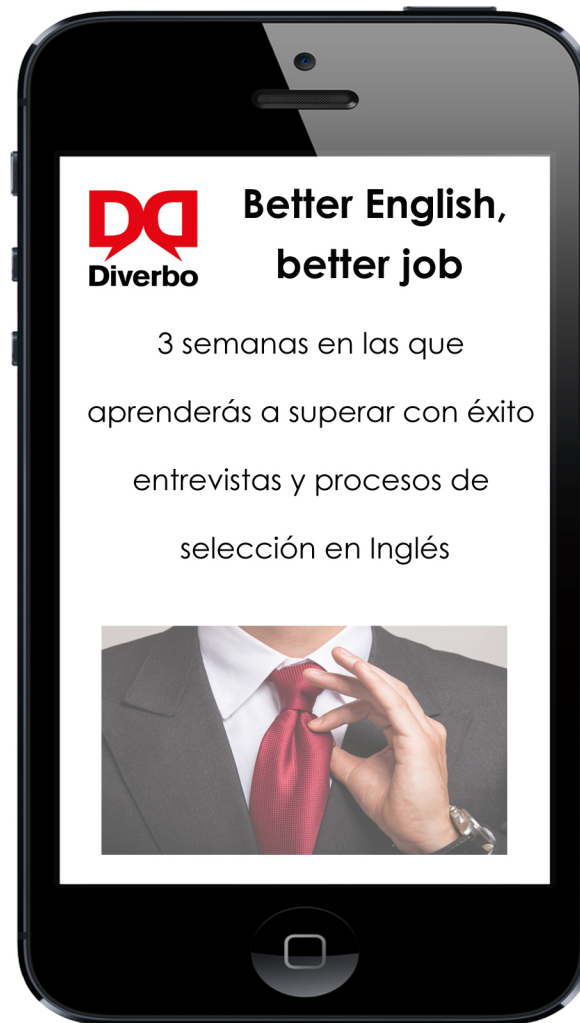 Better English,
better job
Diverbo
3 semanas en las que
aprenderás a superar con éxito
entrevistas y procesos de
selección en Inglés